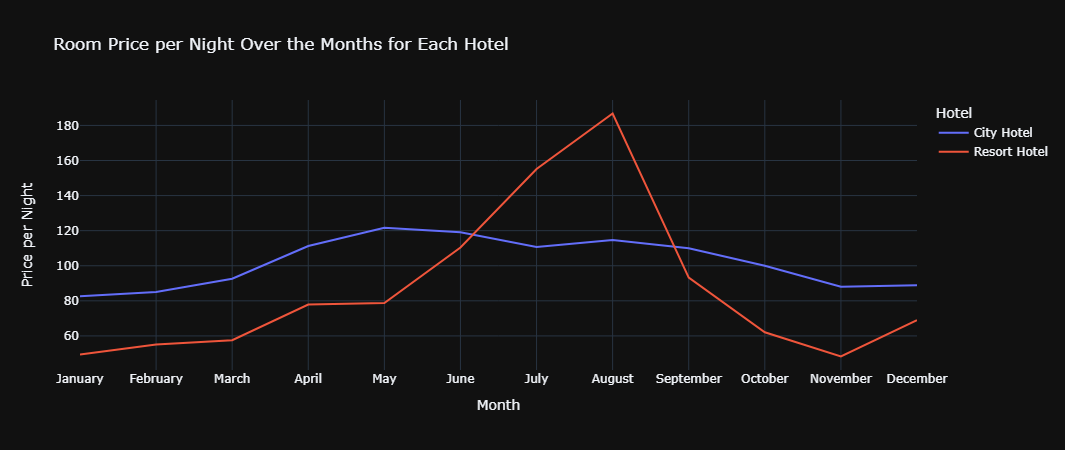 Room Price per Night Over the Months for Each Hotel
Hotel
City Hotel
Resort Hotel
Price per Night
180
160
140
120
100
80
60
January February March April May June July August September October November December
Month